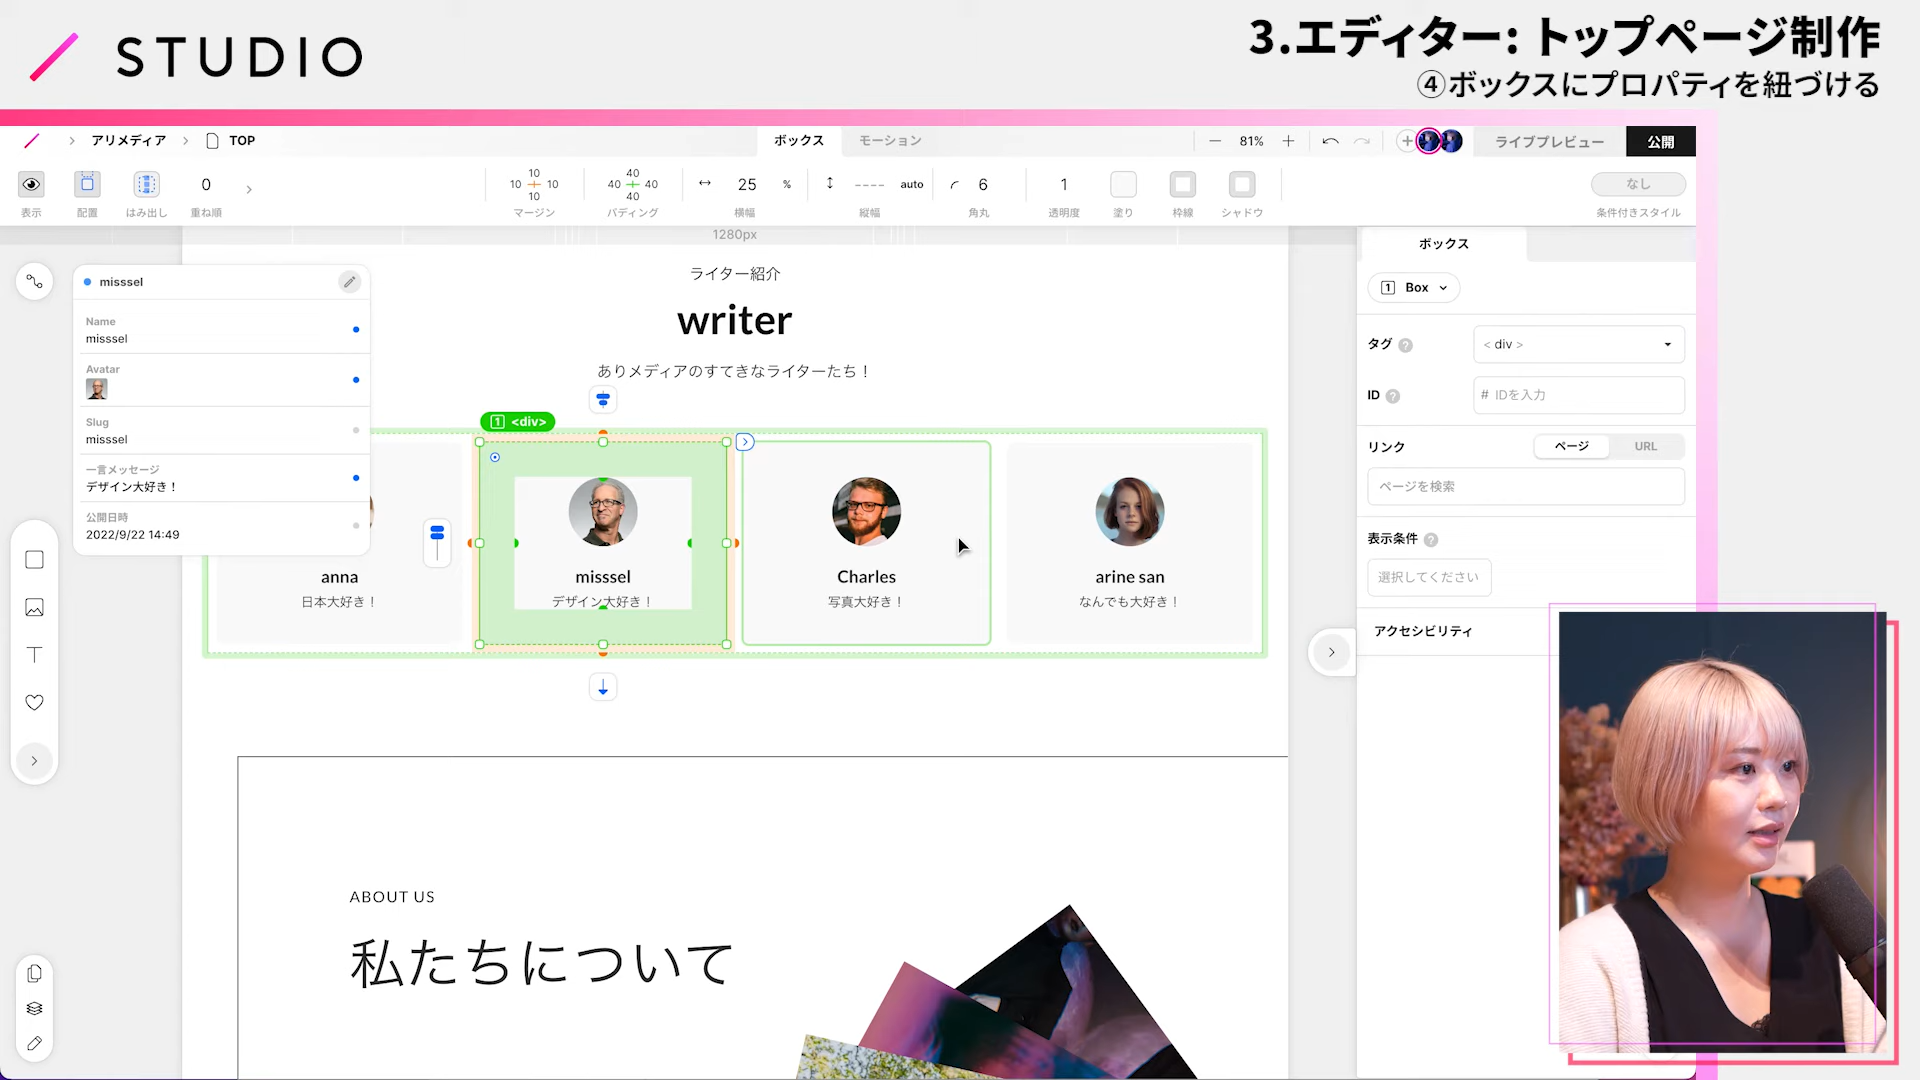 STUDIO
3.エディター: トップページ制作
④ボックスにプロパティを紐づける
アリメディア
TOP
ボックス
モーション
81%
ライブプレビュー
公開
表示
配置
はみ出し
0
重ね順
10
10 10
10
マージン
40
40 40
40
パディング
25 %
横幅
---- auto
縦幅
6
角丸
1
透明度
塗り
枠線
シャドウ
なし
条件付きスタイル
1280px
misssel
Name
misssel
Avatar
Slug
misssel
一言メッセージ
デザイン大好き！
公開日時
2022/9/22 14:49
ライター紹介
writer
ありメディアのすてきなライターたち！
1 <div>
anna
日本大好き！
misssel
デザイン大好き！
Charles
写真大好き！
arine san
なんでも大好き！
ABOUT US
私たちについて
ボックス
1 Box
タグ ?
< div >
ID ?
# IDを入力
リンク
ページ
URL
ページを検索
表示条件 ?
選択してください
アクセシビリティ